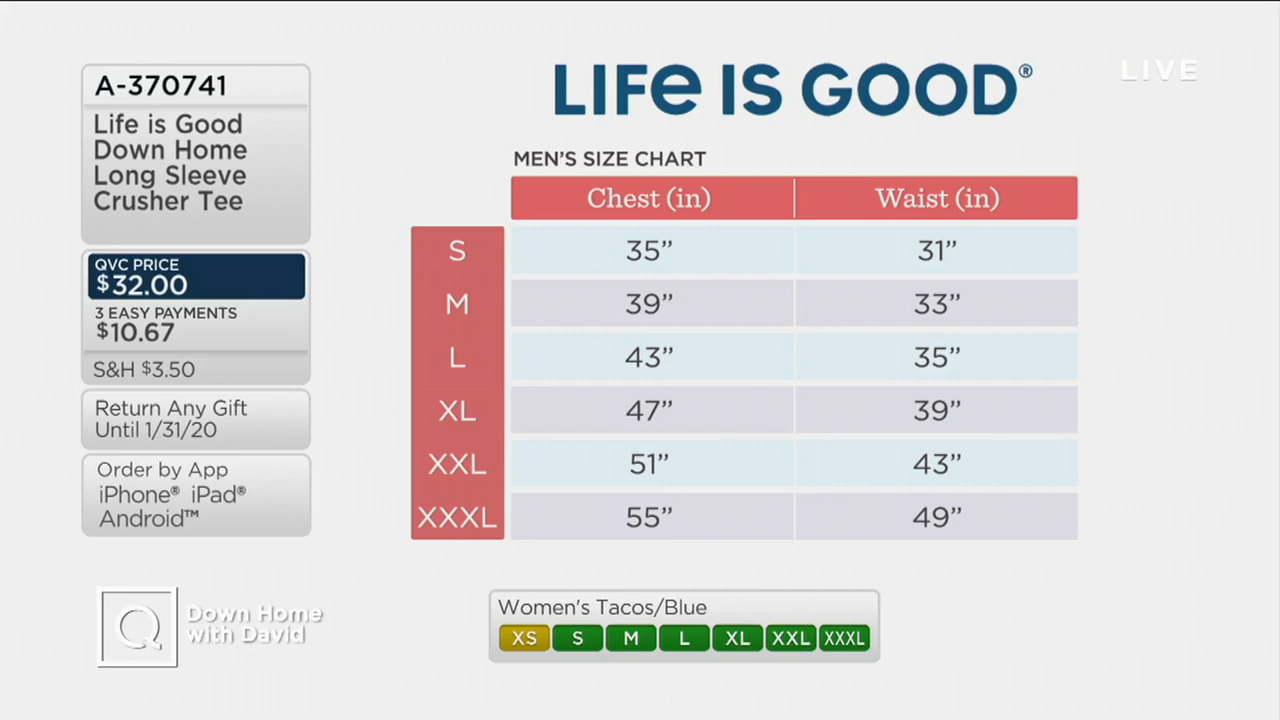 A-370741
Life is Good
Down Home
Long Sleeve
Crusher Tee
QVC PRICE
$32.00
3 EASY PAYMENTS
$10.67
S&H $3.50
Return Any Gift
Until 1/31/20
Order by App
iPhone® iPad®
Android™
Q
Down Home
with David
LIFe IS GOOD®
LIVE
MEN'S SIZE CHART
Chest (in) Waist (in)
S 35” 31”
M 39” 33”
L 43” 35”
XL 47” 39”
XXL 51” 43”
XXXL 55” 49”
Women's Tacos/Blue
XS S M L XL XXL XXXL